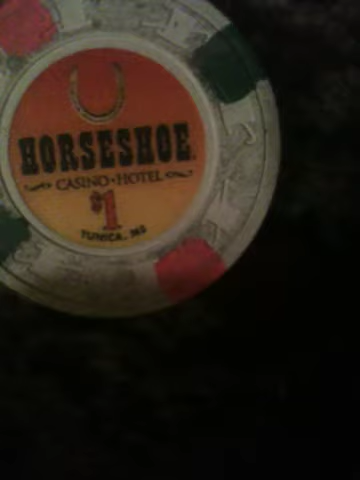 HORSESHOE
CASINO • HOTEL
$1
TUNICA, MS